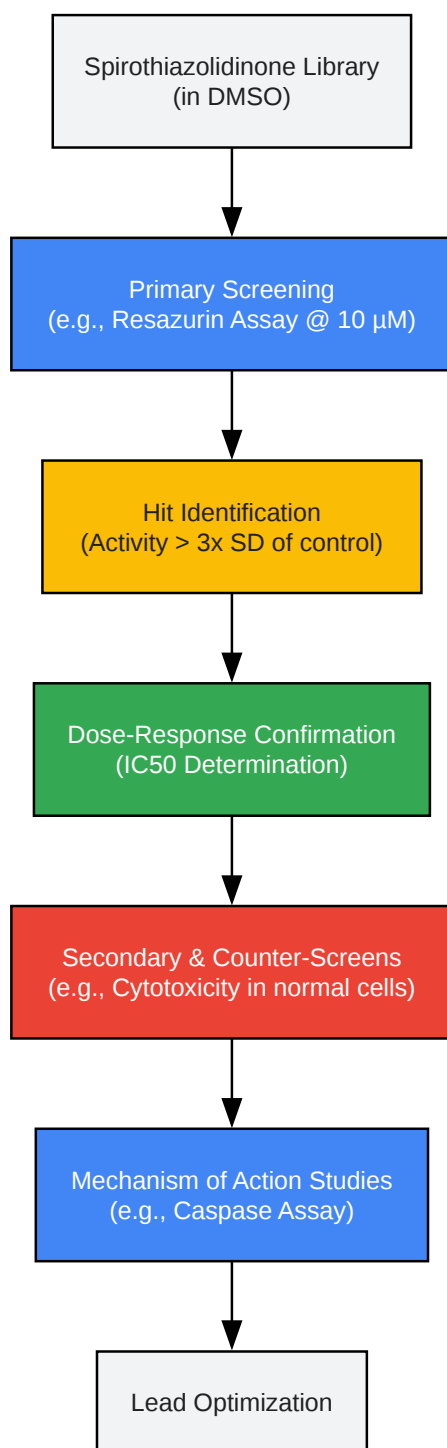 Spirothiazolidinone Library
(in DMSO)
Primary Screening
(e.g., Resazurin Assay @ 10 µM)
Hit Identification
(Activity > 3x SD of control)
Dose-Response Confirmation
(IC50 Determination)
Secondary & Counter-Screens
(e.g., Cytotoxicity in normal cells)
Mechanism of Action Studies
(e.g., Caspase Assay)
Lead Optimization